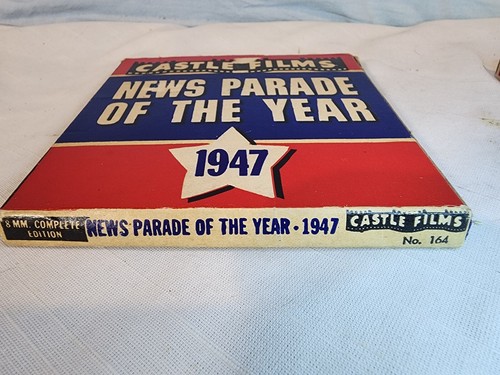 CASTLE FILMS
NEWS PARADE
OF THE YEAR
1947
8 MM. COMPLETE
EDITION
NEWS PARADE OF THE YEAR · 1947
CASTLE FILMS
No. 164